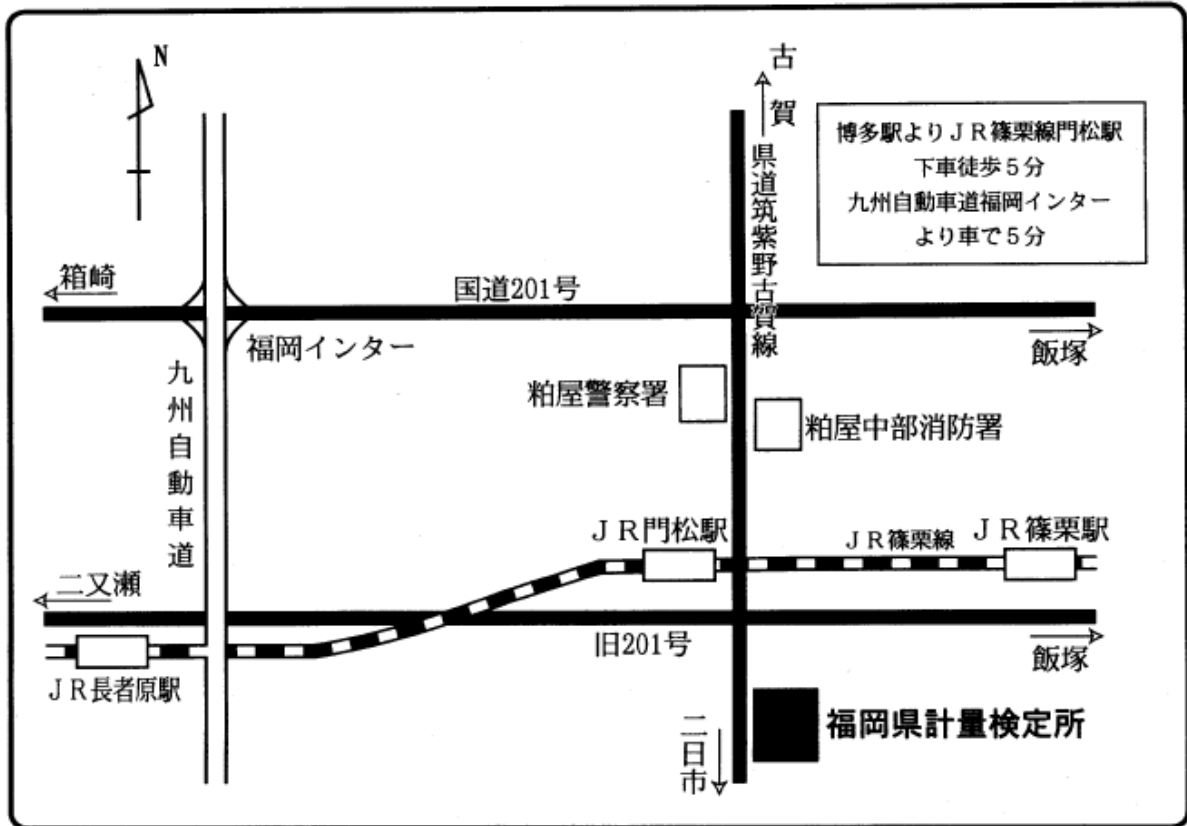 N
古賀
県道筑紫野古賀線
博多駅よりＪＲ篠栗線門松駅
下車徒歩５分
九州自動車道福岡インター
より車で５分
箱崎
国道201号
飯塚
福岡インター
九州自動車道
粕屋警察署
粕屋中部消防署
ＪＲ門松駅
ＪＲ篠栗線
ＪＲ篠栗駅
二又瀬
旧201号
飯塚
ＪＲ長者原駅
二日市
福岡県計量検定所